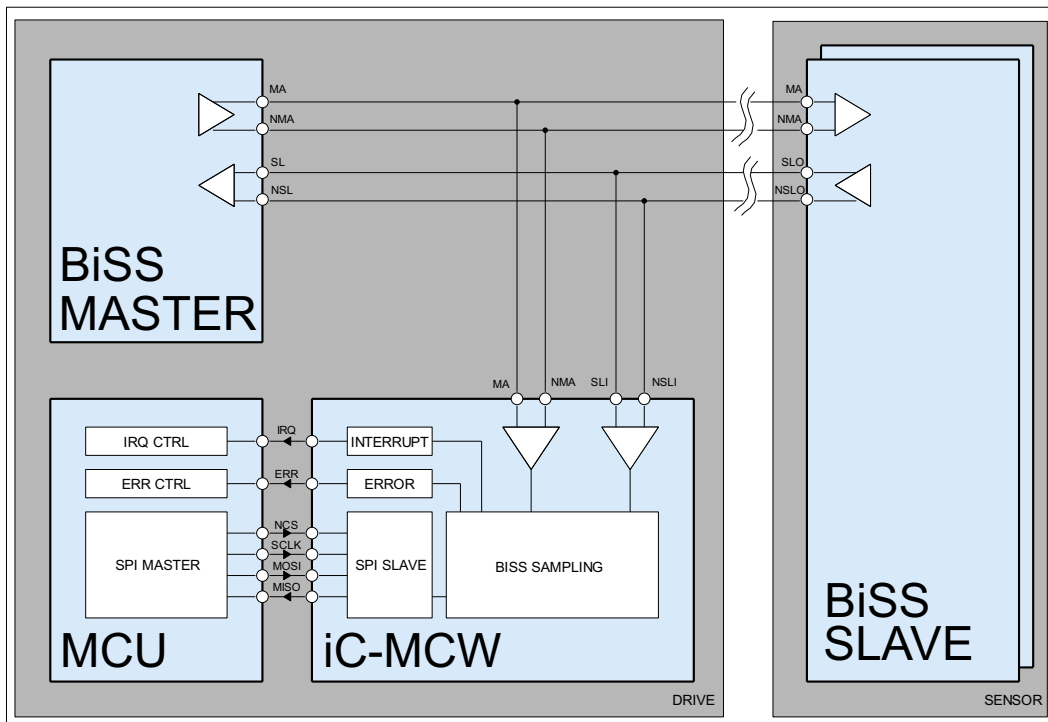 MA
NMA
SL
NSL
BiSS
MASTER
MA
NMA
SLO
NSLO
BiSS
SLAVE
SENSOR
MA
NMA
SLI
NSLI
IRQ CTRL
IRQ
INTERRUPT
ERR CTRL
ERR
ERROR
SPI MASTER
NCS
SCLK
MOSI
MISO
SPI SLAVE
BISS SAMPLING
MCU
iC-MCW
DRIVE